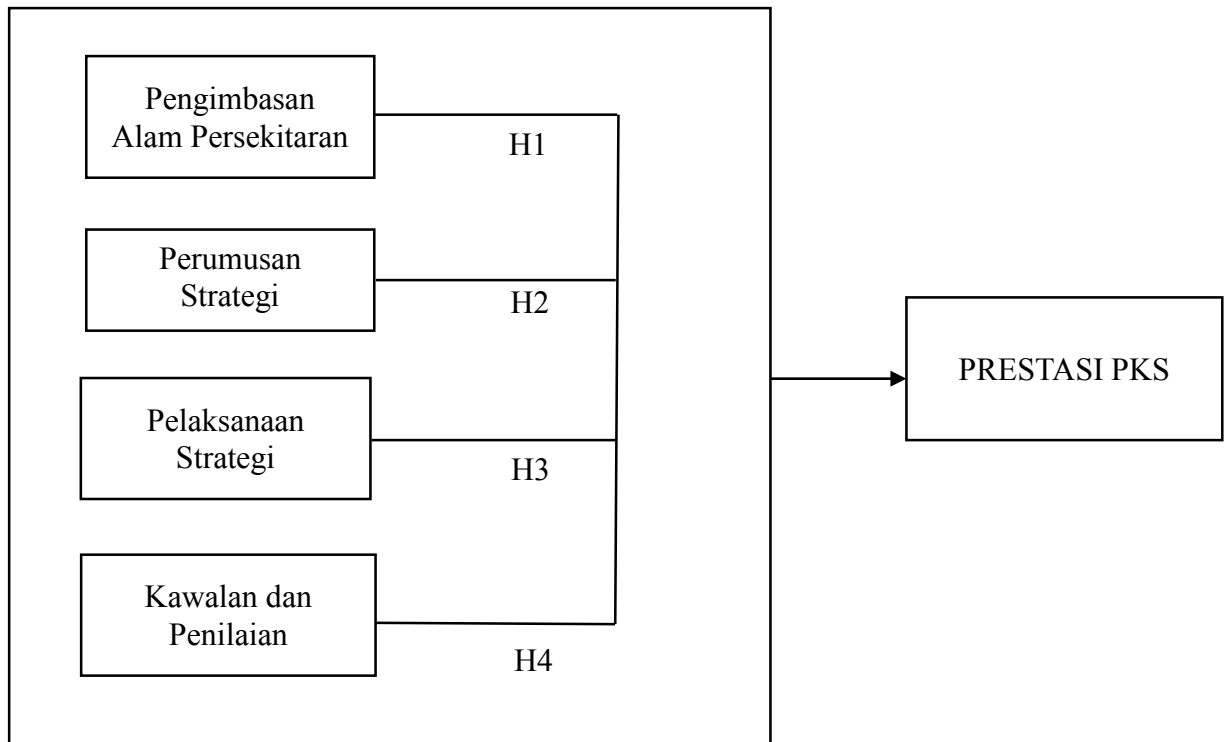 Pengimbasan
Alam Persekitaran
H1
Perumusan
Strategi
H2
PRESTASI PKS
Pelaksanaan
Strategi
H3
Kawalan dan
Penilaian
H4